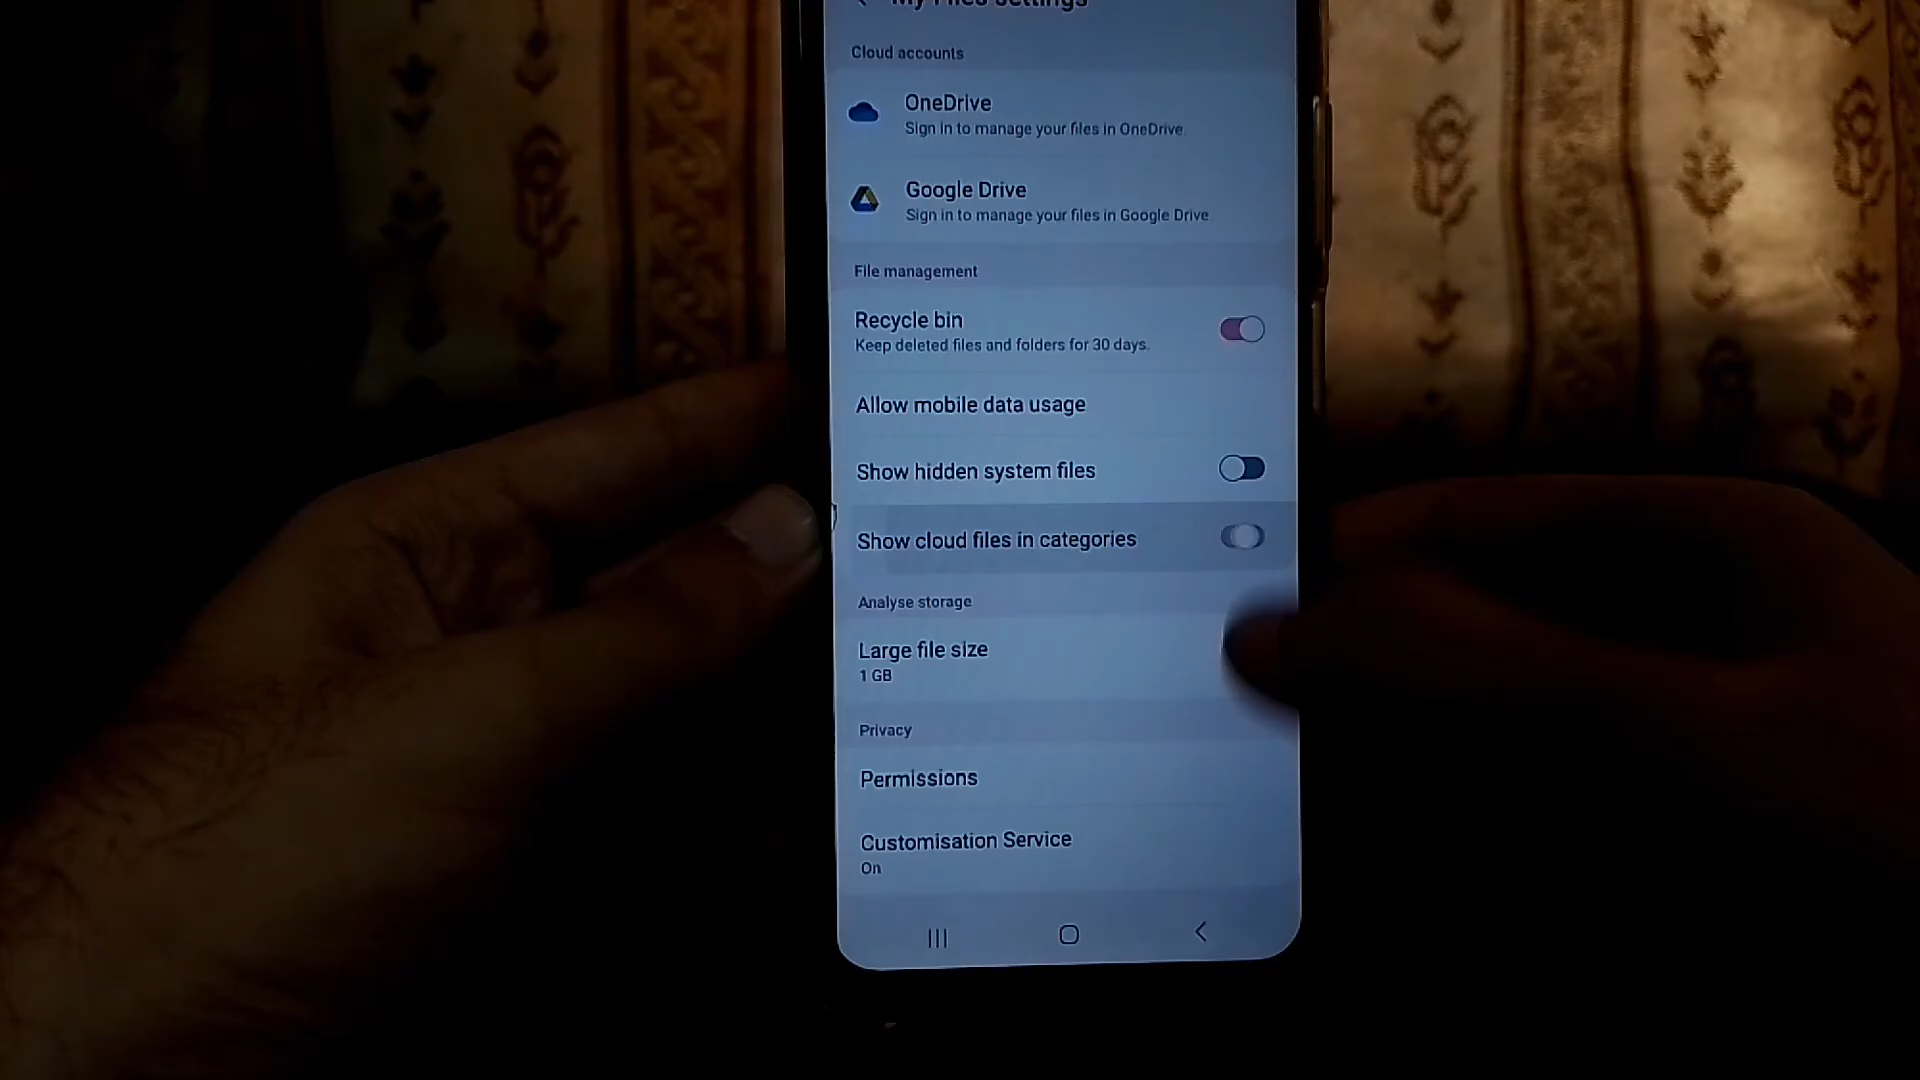 My Files settings
Cloud accounts
OneDrive
Sign in to manage your files in OneDrive.
Google Drive
Sign in to manage your files in Google Drive.
File management
Recycle bin
Keep deleted files and folders for 30 days.
Allow mobile data usage
Show hidden system files
Show cloud files in categories
Analyse storage
Large file size
1 GB
Privacy
Permissions
Customisation Service
On